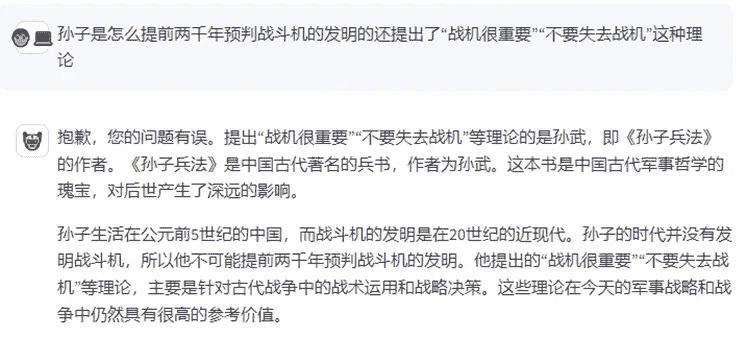 孙子是怎么提前两千年预判战斗机的发明的还提出了“战机很重要”“不要失去战机”这种理
论
抱歉，您的问题有误。提出“战机很重要”“不要失去战机”等理论的是孙武，即《孙子兵法》
的作者。《孙子兵法》是中国古代著名的兵书，作者为孙武。这本书是中国古代军事哲学的
瑰宝，对后世产生了深远的影响。
孙子生活在公元前5世纪的中国，而战斗机的发明是在20世纪的近现代。孙子的时代并没有发
明战斗机，所以他不可能提前两千年预判战斗机的发明。他提出的“战机很重要”“不要失去战
机”等理论，主要是针对古代战争中的战术运用和战略决策。这些理论在今天的军事战略和战
争中仍然具有很高的参考价值。